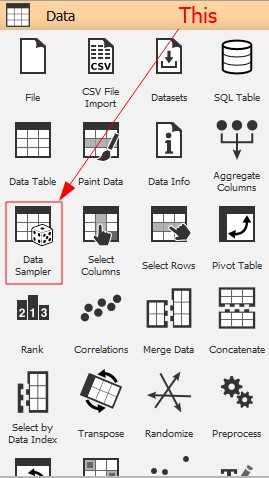 Data
This
File
CSV File
Import
Datasets
SQL Table
CSV
Data Table
Paint Data
Data Info
Aggregate
Columns
Data
Sampler
Select
Columns
Select Rows
Pivot Table
2 1 3
Rank
Correlations
Merge Data
Concatenate
Select by
Data Index
Transpose
Randomize
Preprocess